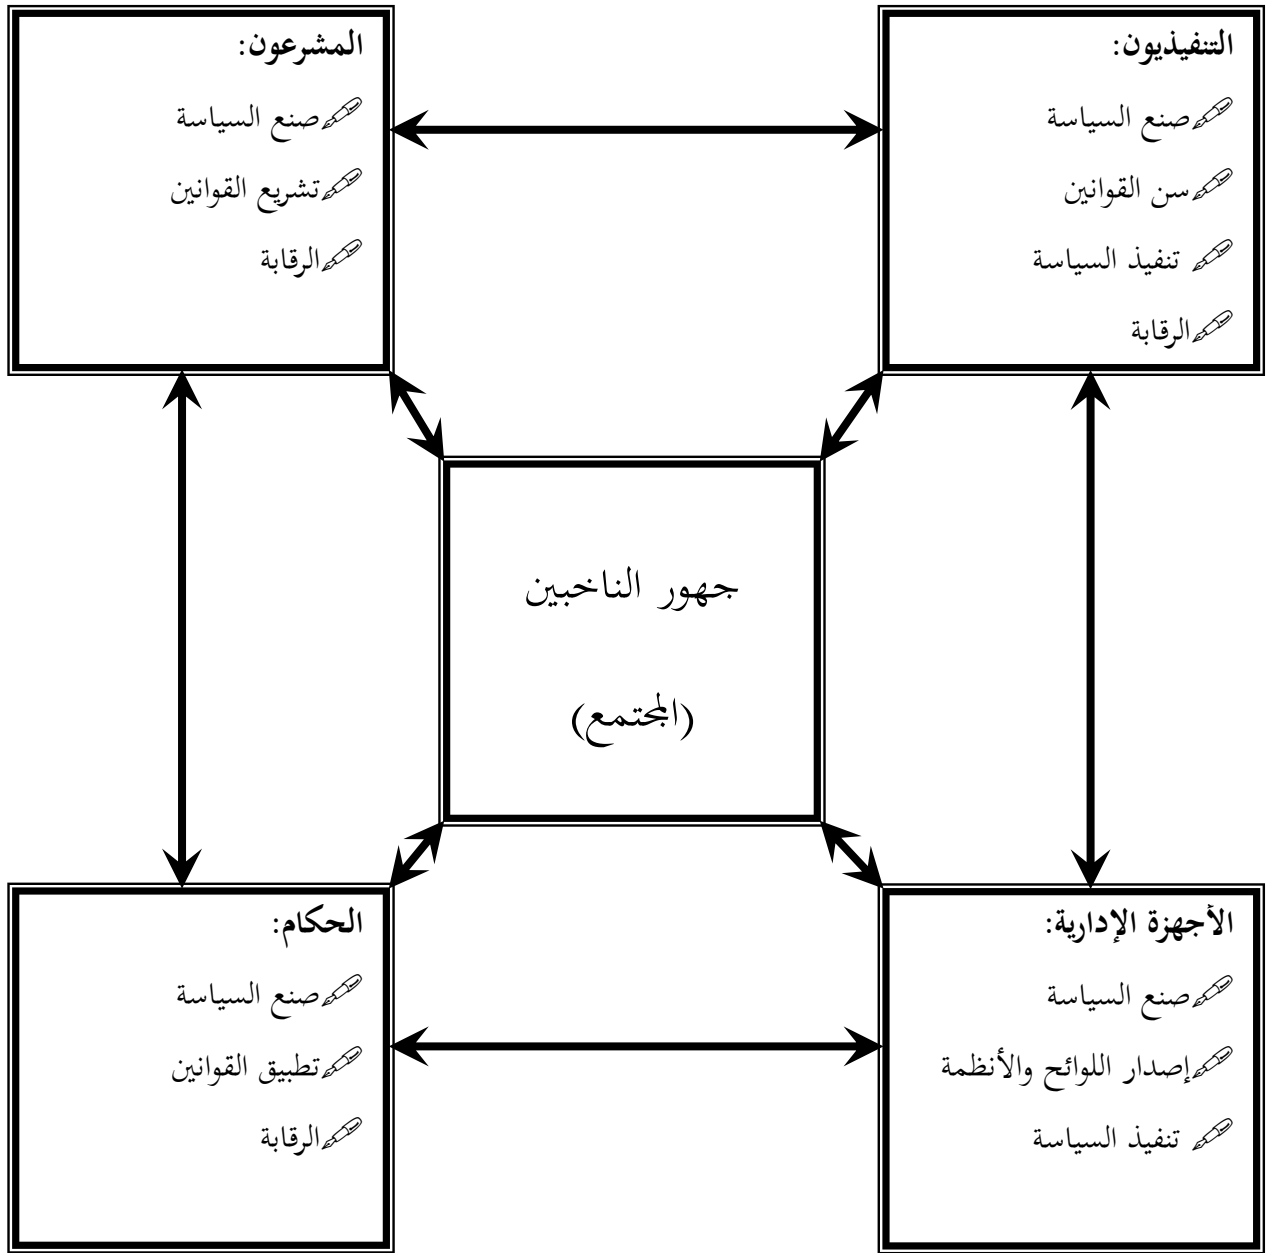 التنفيذيون:
صنع السياسة
سن القوانين
تنفيذ السياسة
الرقابة
المشرعون:
صنع السياسة
تشريع القوانين
الرقابة
جهور الناخبين
(المجتمع)
الأجهزة الإدارية:
صنع السياسة
إصدار اللوائح والأنظمة
تنفيذ السياسة
الحكام:
صنع السياسة
تطبيق القوانين
الرقابة